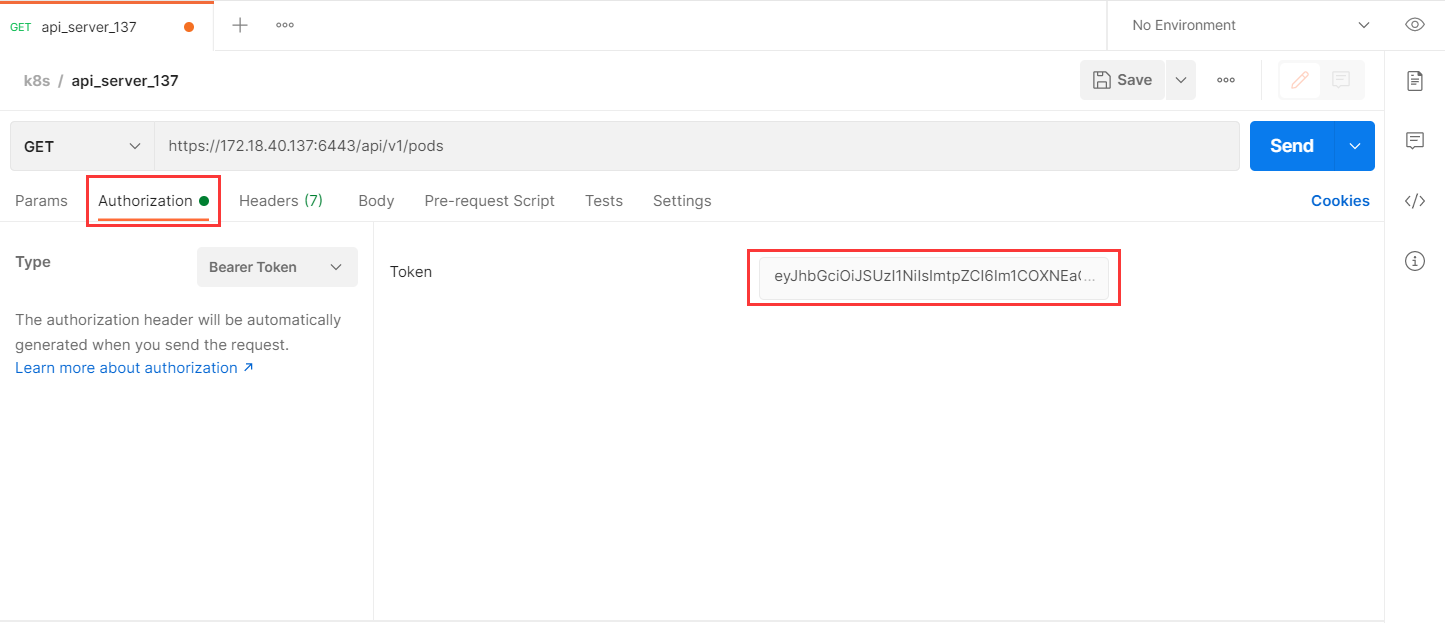 GET api_server_137
No Environment
k8s / api_server_137
Save
GET https://172.18.40.137:6443/api/v1/pods Send
Params Authorization Headers (7) Body Pre-request Script Tests Settings Cookies
Type Bearer Token
Token eyJhbGciOiJSUzI1NiIsImtpZCI6Im1COXNEa...
The authorization header will be automatically
generated when you send the request.
Learn more about authorization ↗